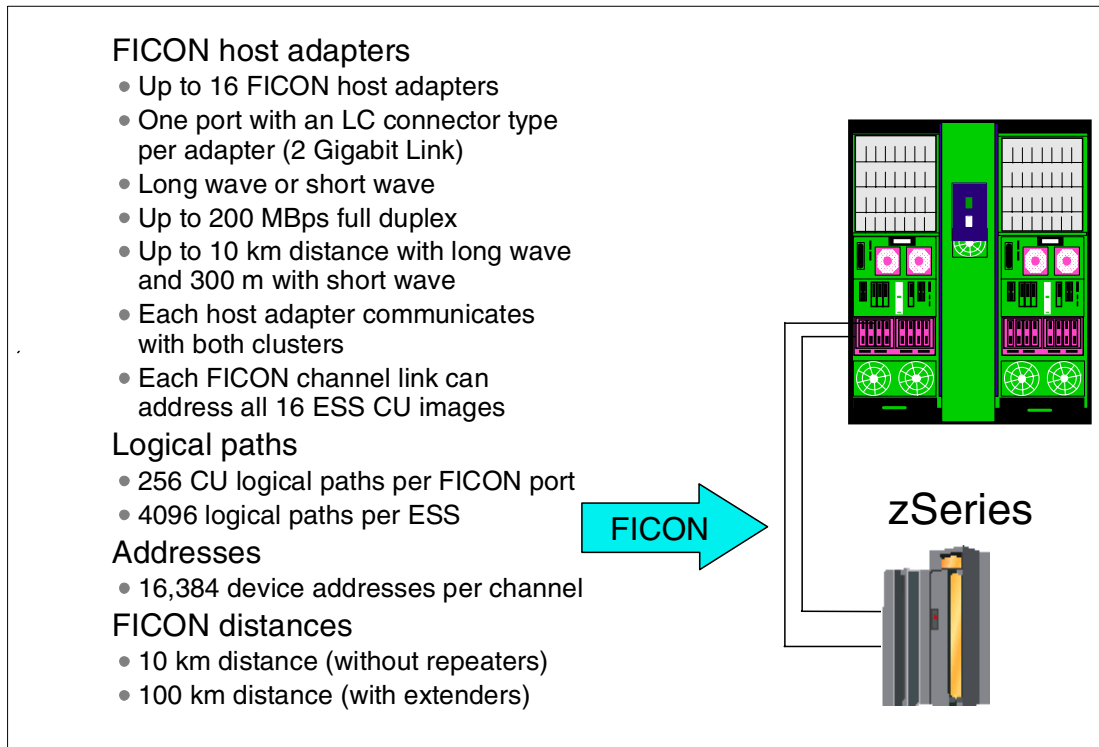 FICON host adapters
• Up to 16 FICON host adapters
• One port with an LC connector type
per adapter (2 Gigabit Link)
• Long wave or short wave
• Up to 200 MBps full duplex
• Up to 10 km distance with long wave
and 300 m with short wave
• Each host adapter communicates
with both clusters
• Each FICON channel link can
address all 16 ESS CU images
Logical paths
• 256 CU logical paths per FICON port
• 4096 logical paths per ESS
Addresses
• 16,384 device addresses per channel
FICON distances
• 10 km distance (without repeaters)
• 100 km distance (with extenders)
FICON
zSeries